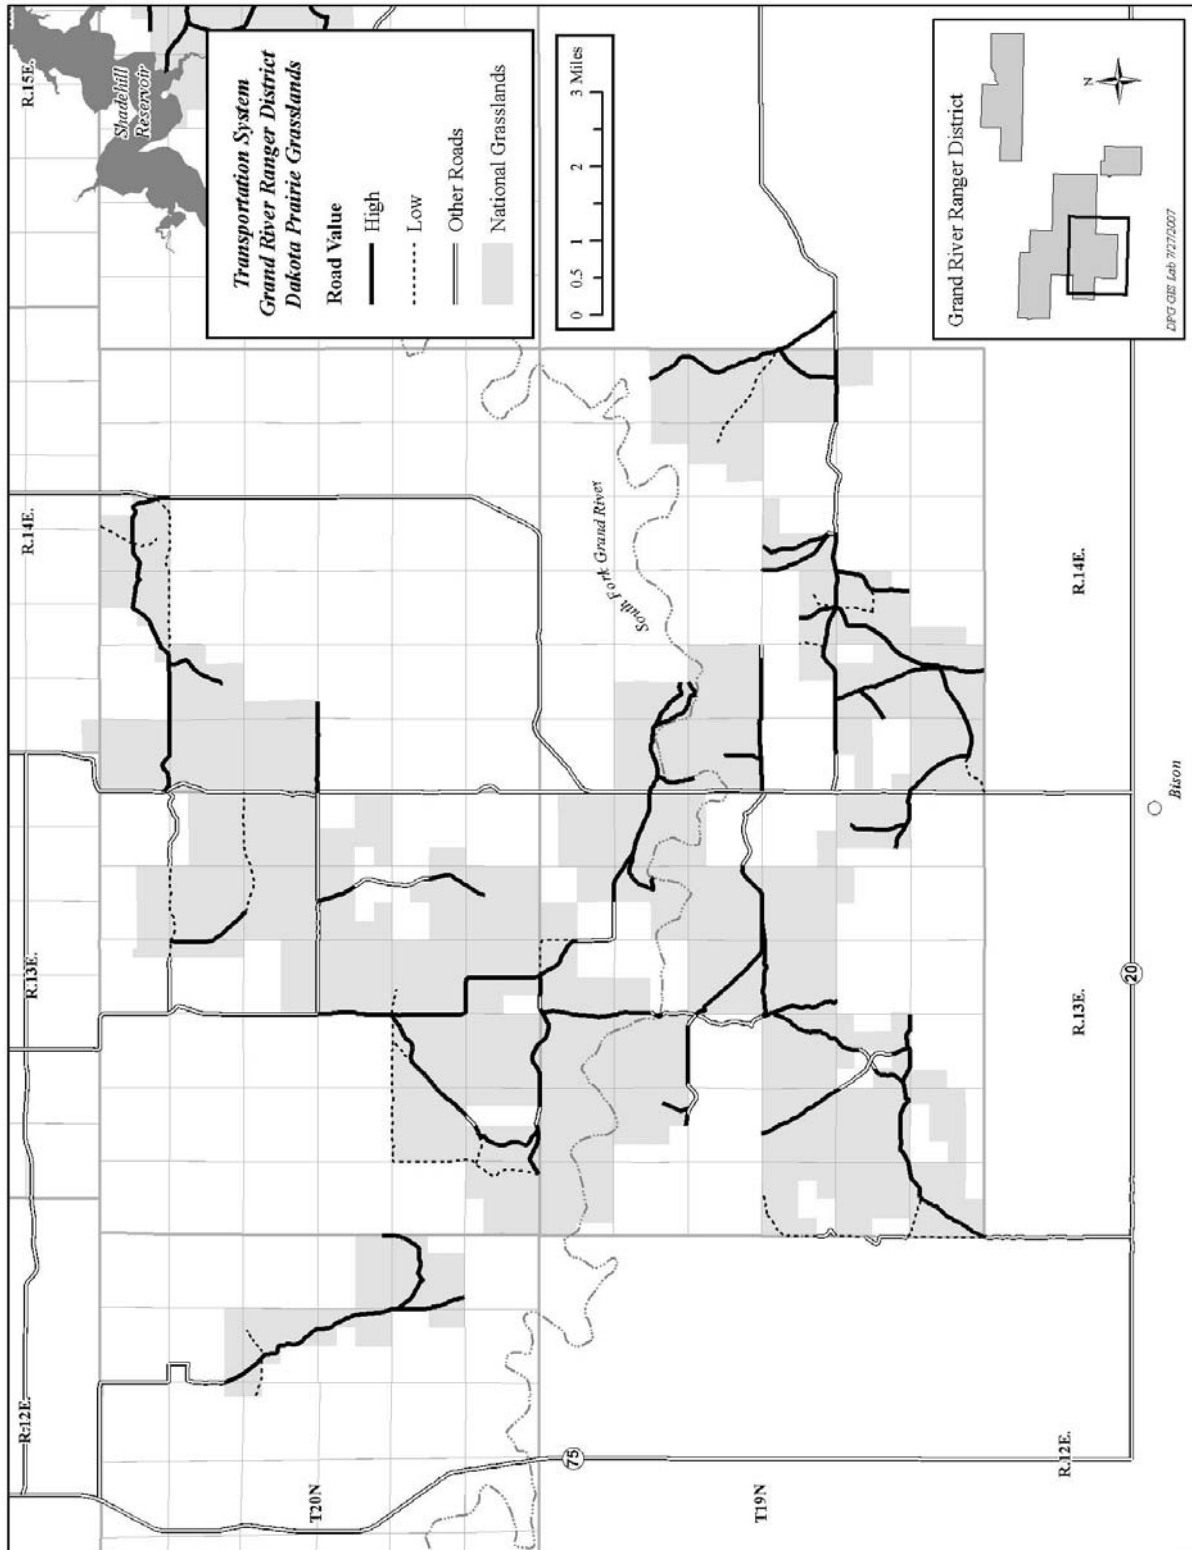 R.12E.
R.13E.
R.14E.
R.15E.
Shadehill
Reservoir
Transportation System
Grand River Ranger District
Dakota Prairie Grasslands
Road Value
High
Low
Other Roads
National Grasslands
0 0.5 1 2 3 Miles
T20N
75
South Fork Grand River
T19N
R.12E.
R.13E.
R.14E.
20
Bison
Grand River Ranger District
N
DPG GIS Lab 7/27/2007